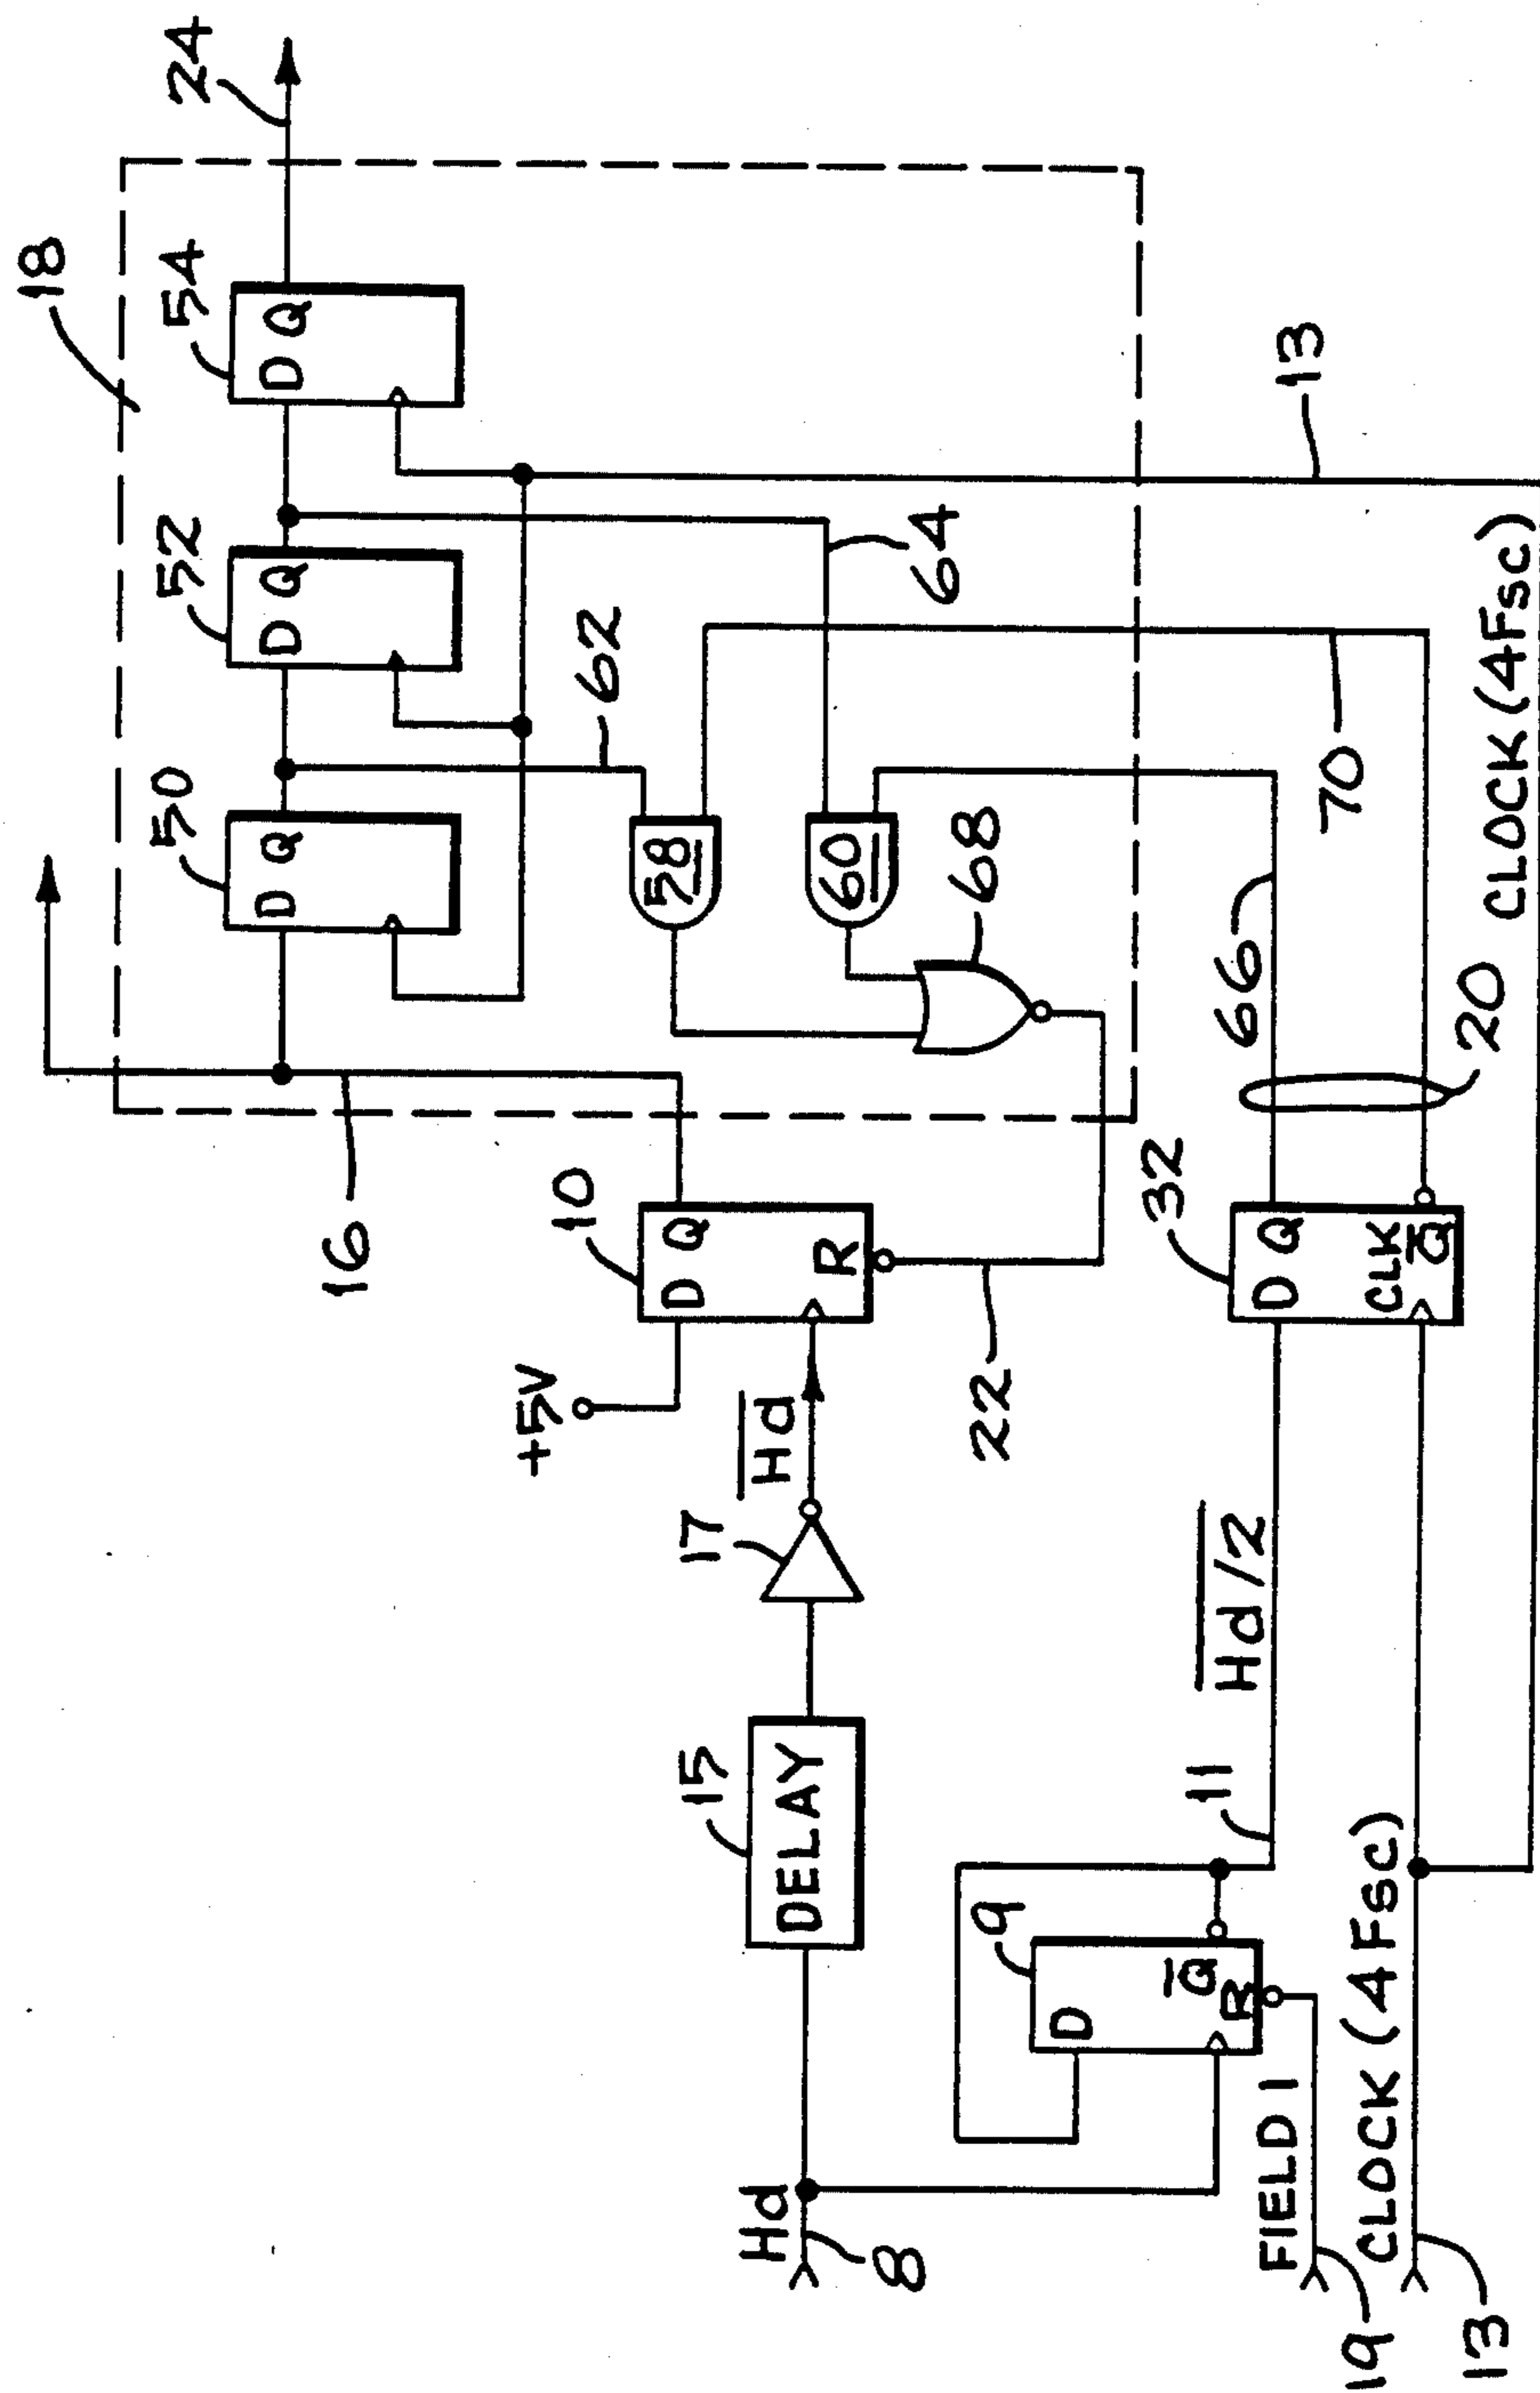 18
24
50
52
54
16
62
+5V
10
58
60
64
68
13
15
DELAY
17
Hd
Hd
8
22
D Q
D Q
D Q
D Q
R
9
D
Q
R
11
Hd/2
32
D Q
CLK
Q
66
20
70
FIELD 1
19
CLOCK (4Fsc)
13
CLOCK (4Fsc)